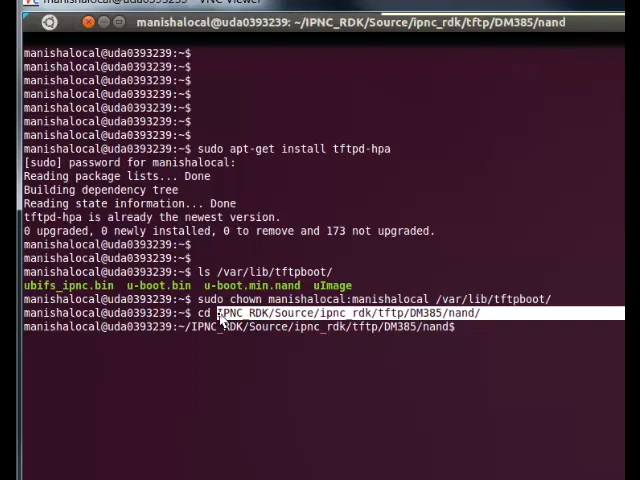 manishalocal@uda0393239: ~/IPNC_RDK/Source/ipnc_rdk/tftp/DM385/nand
manishalocal@uda0393239:~$
manishalocal@uda0393239:~$
manishalocal@uda0393239:~$
manishalocal@uda0393239:~$
manishalocal@uda0393239:~$
manishalocal@uda0393239:~$
manishalocal@uda0393239:~$
manishalocal@uda0393239:~$ sudo apt-get install tftpd-hpa
[sudo] password for manishalocal:
Reading package lists... Done
Building dependency tree
Reading state information... Done
tftpd-hpa is already the newest version.
0 upgraded, 0 newly installed, 0 to remove and 173 not upgraded.
manishalocal@uda0393239:~$
manishalocal@uda0393239:~$
manishalocal@uda0393239:~$ ls /var/lib/tftpboot/
ubifs_ipnc.bin  u-boot.bin  u-boot.min.nand  uImage
manishalocal@uda0393239:~$ sudo chown manishalocal:manishalocal /var/lib/tftpboot/
manishalocal@uda0393239:~$ cd IPNC_RDK/Source/ipnc_rdk/tftp/DM385/nand/
manishalocal@uda0393239:~/IPNC_RDK/Source/ipnc_rdk/tftp/DM385/nand$